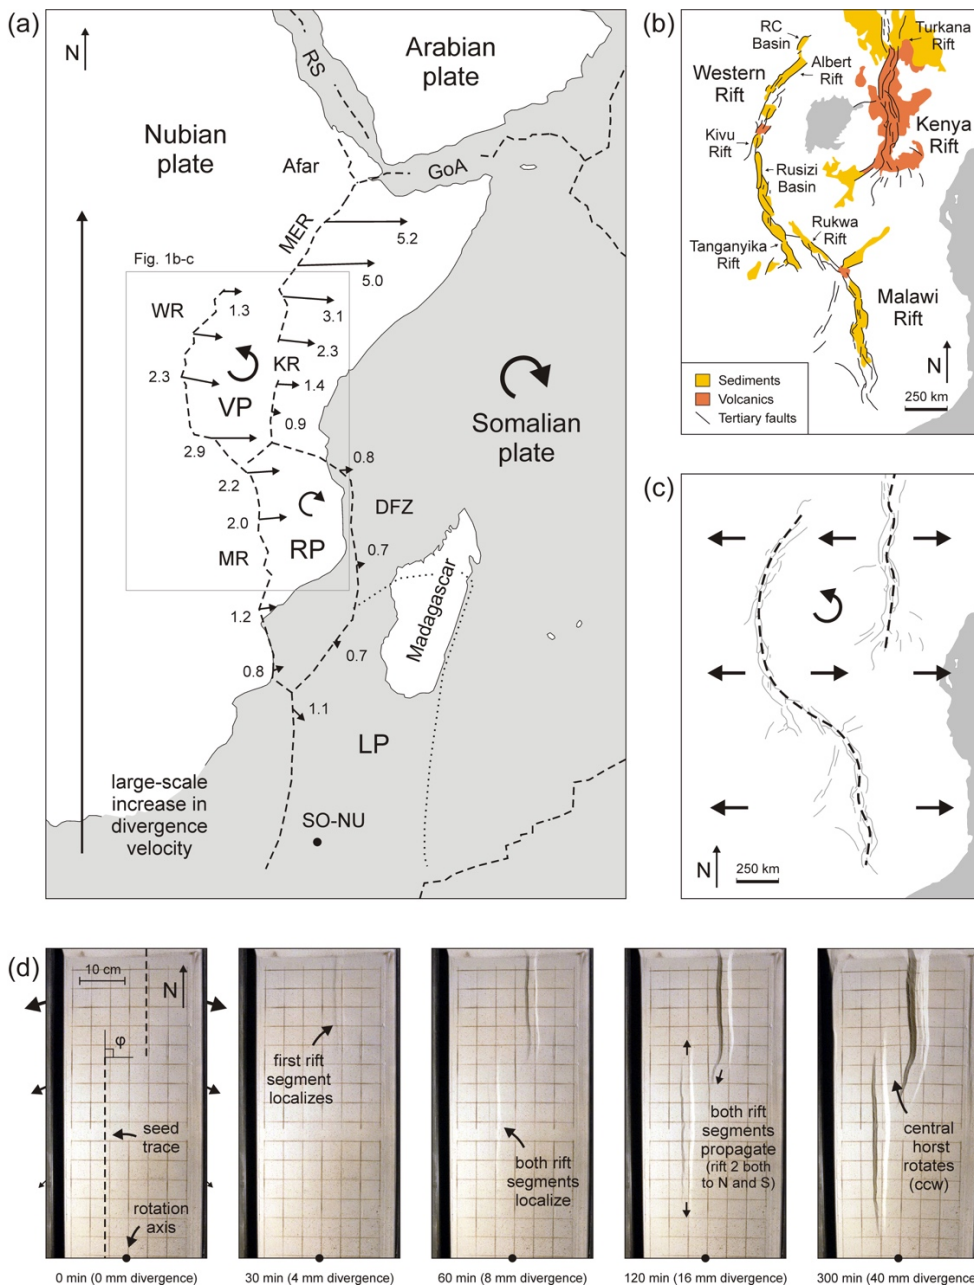 (a)
N
RS
Arabian
plate
Nubian
plate
Afar
GoA
MER
5.2
5.0
Fig. 1b-c
WR
1.3
3.1
2.3
KR
2.3
1.4
VP
0.9
2.9
0.8
2.2
DFZ
2.0
RP
MR
0.7
Somalian
plate
Madagascar
1.2
0.7
0.8
1.1
LP
large-scale
increase in
divergence
velocity
SO-NU
(b)
RC
Basin
Turkana
Rift
Albert
Rift
Western
Rift
Kivu
Rift
Kenya
Rift
Rusizi
Basin
Rukwa
Rift
Tanganyika
Rift
Malawi
Rift
N
Sediments
Volcanics
Tertiary faults
250 km
(c)
N
250 km
(d)
10 cm
N
φ
seed
trace
rotation
axis
0 min (0 mm divergence)
first rift
segment
localizes
30 min (4 mm divergence)
both rift
segments
localize
60 min (8 mm divergence)
both rift
segments
propagate
(rift 2 both
to N and S)
120 min (16 mm divergence)
central
horst
rotates
(ccw)
300 min (40 mm divergence)